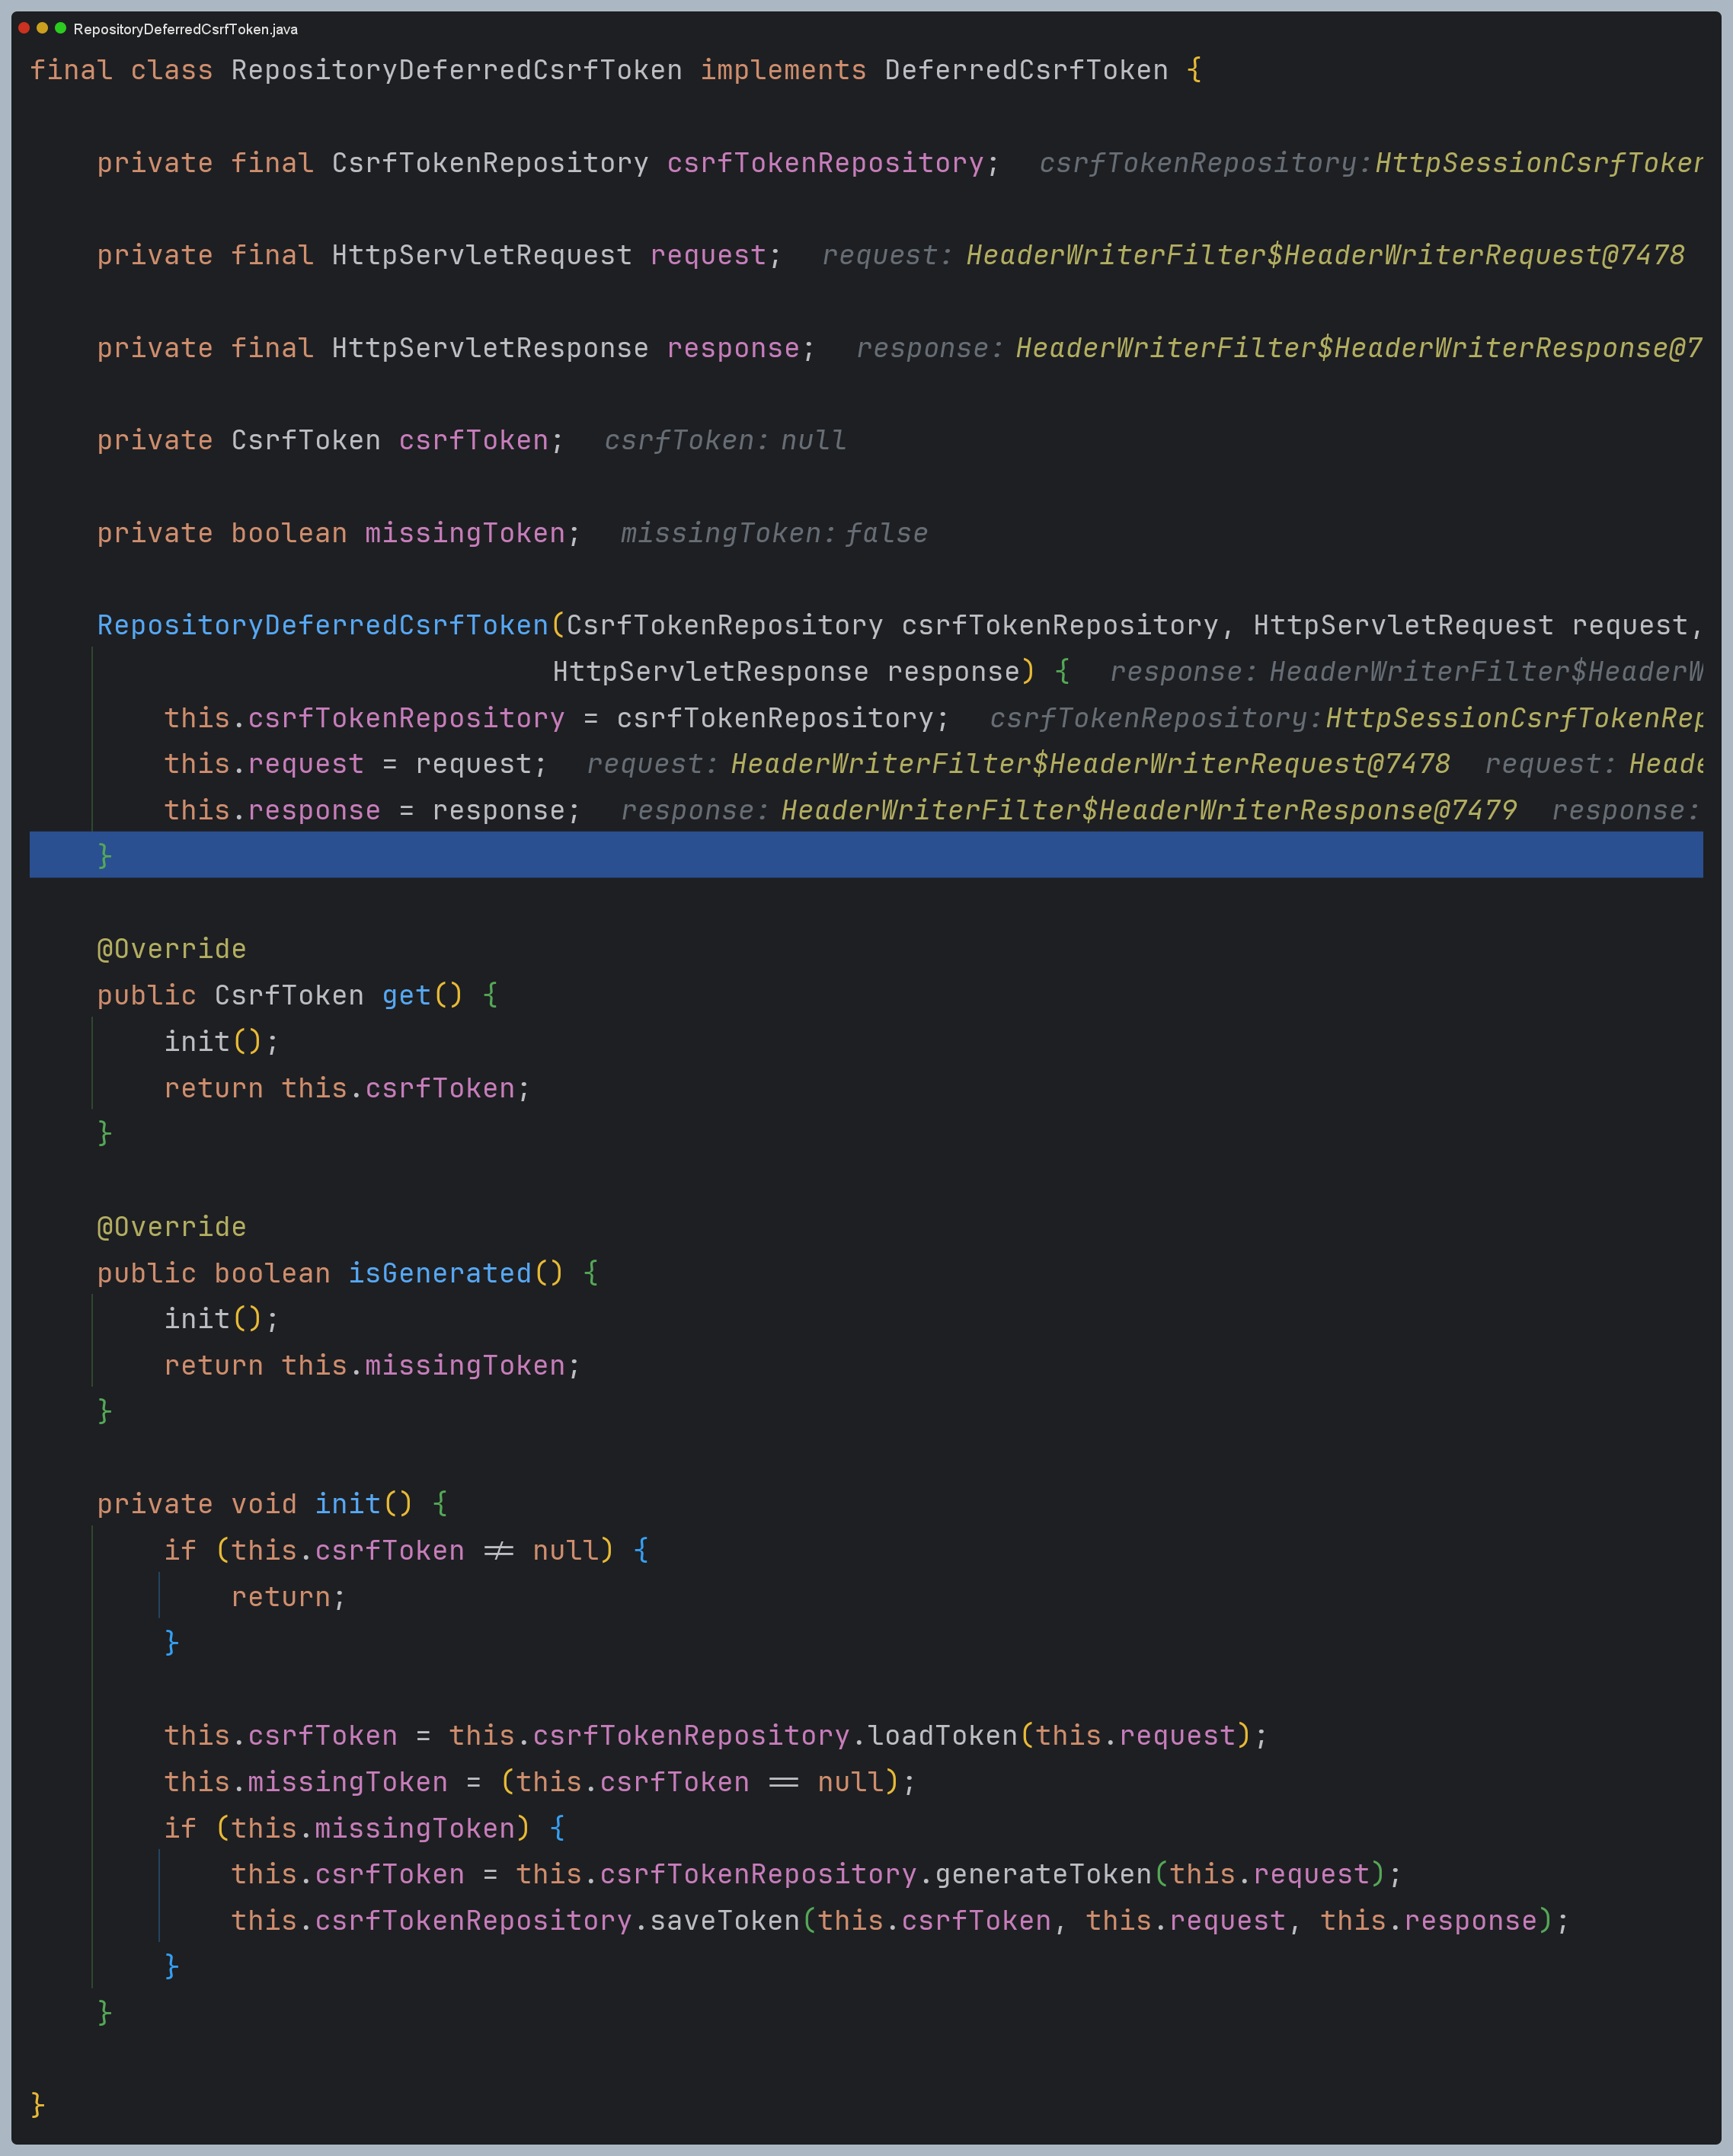 RepositoryDeferredCsrfToken.java
final class RepositoryDeferredCsrfToken implements DeferredCsrfToken {
private final CsrfTokenRepository csrfTokenRepository; csrfTokenRepository: HttpSessionCsrfToken
private final HttpServletRequest request; request: HeaderWriterFilter$HeaderWriterRequest@7478
private final HttpServletResponse response; response: HeaderWriterFilter$HeaderWriterResponse@7
private CsrfToken csrfToken; csrfToken: null
private boolean missingToken; missingToken: false
RepositoryDeferredCsrfToken(CsrfTokenRepository csrfTokenRepository, HttpServletRequest request,
HttpServletResponse response) { response: HeaderWriterFilter$HeaderW
this.csrfTokenRepository = csrfTokenRepository; csrfTokenRepository: HttpSessionCsrfTokenRep
this.request = request; request: HeaderWriterFilter$HeaderWriterRequest@7478 request: Heade
this.response = response; response: HeaderWriterFilter$HeaderWriterResponse@7479 response:
}
@Override
public CsrfToken get() {
init();
return this.csrfToken;
}
@Override
public boolean isGenerated() {
init();
return this.missingToken;
}
private void init() {
if (this.csrfToken != null) {
return;
}
this.csrfToken = this.csrfTokenRepository.loadToken(this.request);
this.missingToken = (this.csrfToken == null);
if (this.missingToken) {
this.csrfToken = this.csrfTokenRepository.generateToken(this.request);
this.csrfTokenRepository.saveToken(this.csrfToken, this.request, this.response);
}
}
}